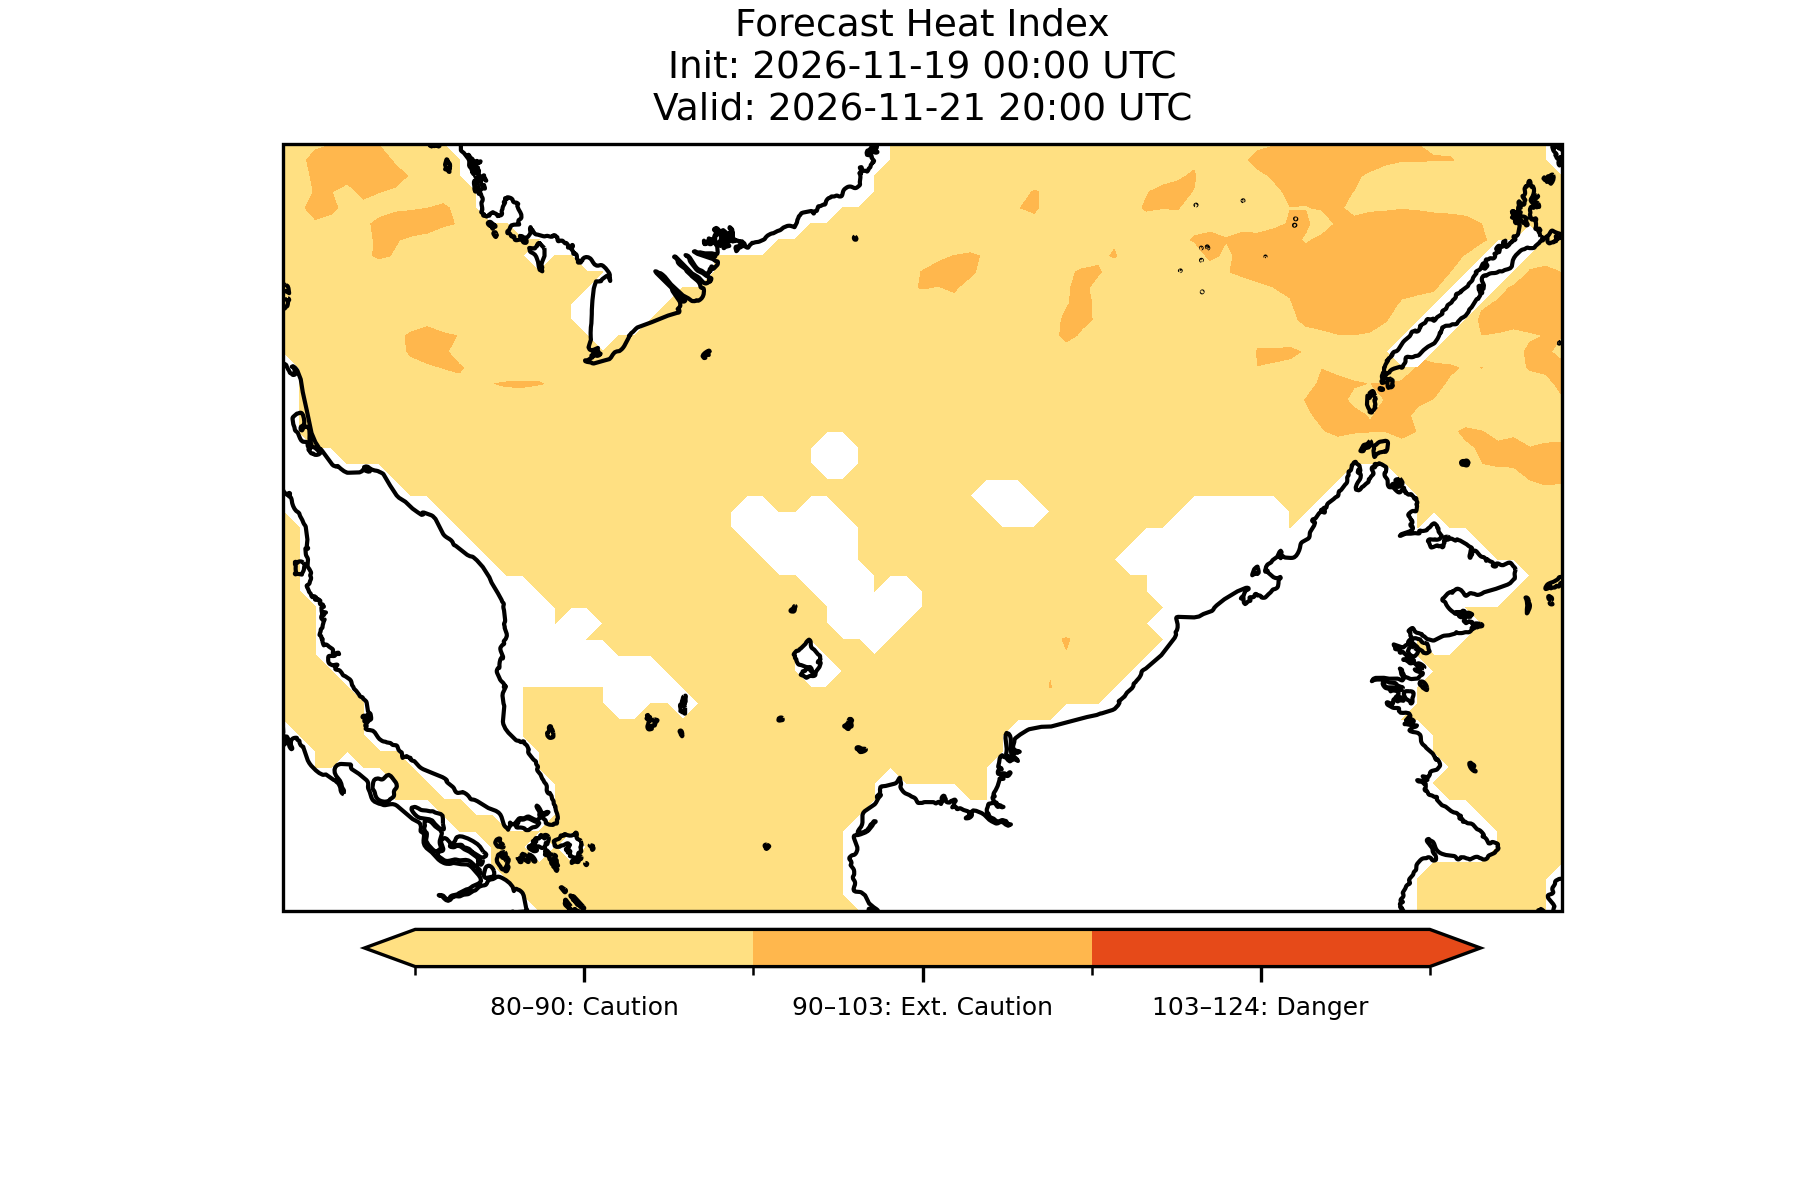 Forecast Heat Index
Init: 2026-11-19 00:00 UTC
Valid: 2026-11-21 20:00 UTC
80–90: Caution
90–103: Ext. Caution
103–124: Danger